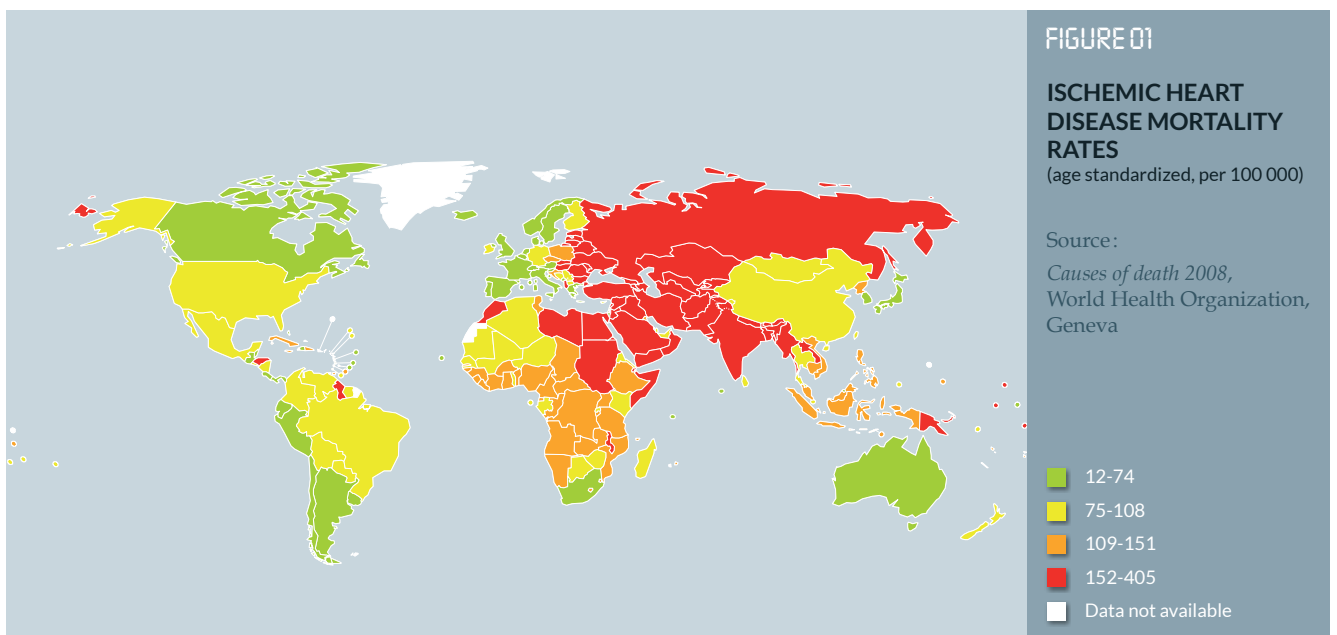 FIGURE 01
ISCHEMIC HEART
DISEASE MORTALITY
RATES
(age standardized, per 100 000)
Source:
Causes of death 2008,
World Health Organization,
Geneva
12-74
75-108
109-151
152-405
Data not available